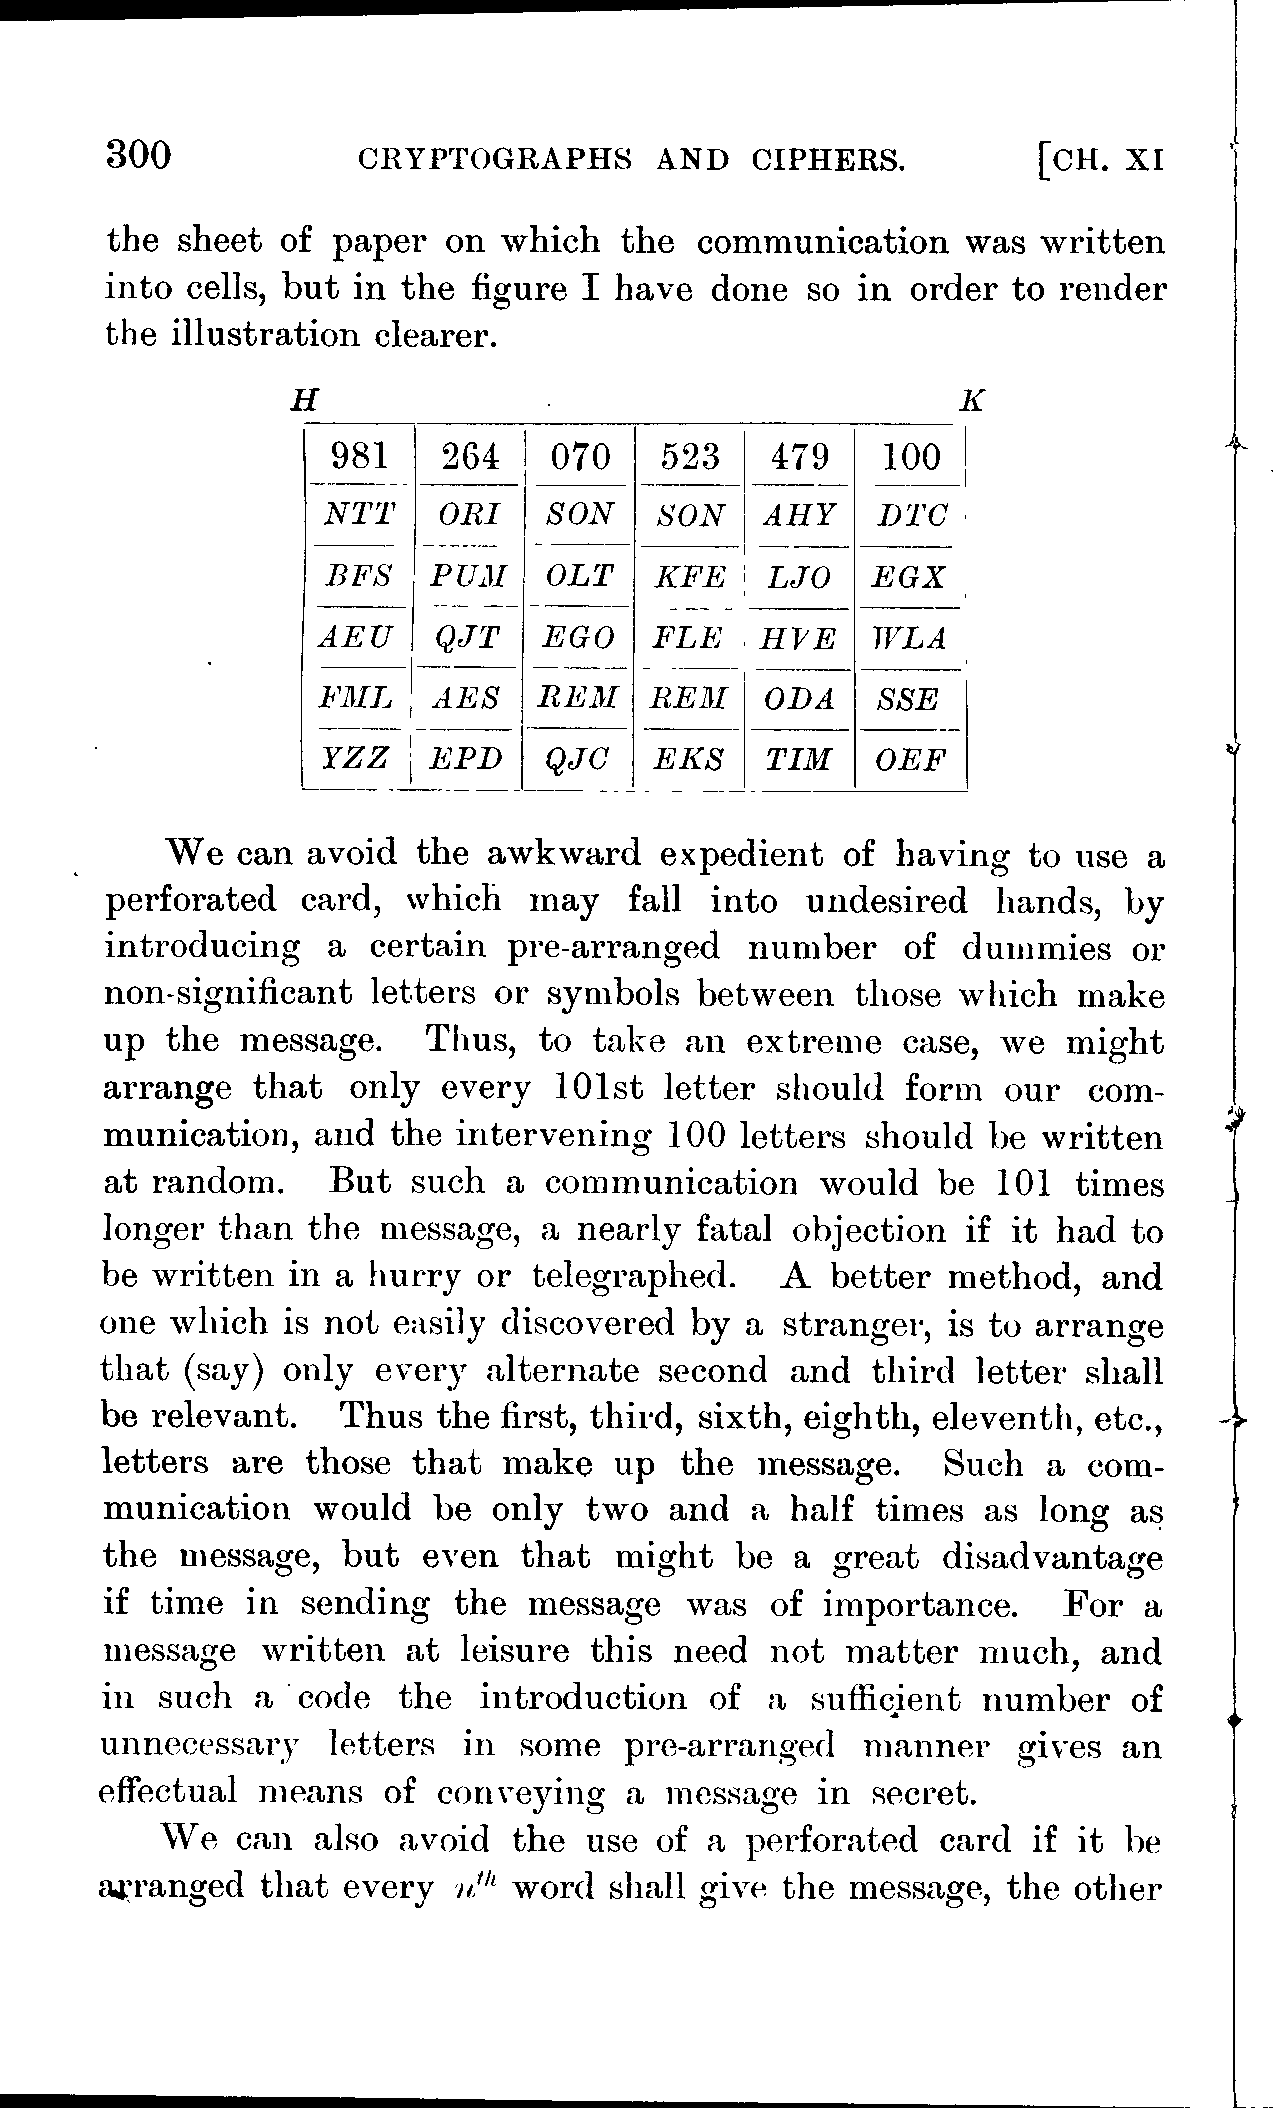 300 CRYPTOGRAPHS AND CIPHERS. [CH. XI
the sheet of paper on which the communication was written
into cells, but in the figure I have done so in order to render
the illustration clearer.
H K
981 264 070 523 479 100
NTT ORI SON SON AHY DTC
BFS PUM OLT KFE LJO EGX
AEU QJT EGO FLE HVE WLA
FML AES REM REM ODA SSE
YZZ EPD QJC EKS TIM OEF
We can avoid the awkward expedient of having to use a
perforated card, which may fall into undesired hands, by
introducing a certain pre-arranged number of dummies or
non-significant letters or symbols between those which make
up the message. Thus, to take an extreme case, we might
arrange that only every 101st letter should form our com-
munication, and the intervening 100 letters should be written
at random. But such a communication would be 101 times
longer than the message, a nearly fatal objection if it had to
be written in a hurry or telegraphed. A better method, and
one which is not easily discovered by a stranger, is to arrange
that (say) only every alternate second and third letter shall
be relevant. Thus the first, third, sixth, eighth, eleventh, etc.,
letters are those that make up the message. Such a com-
munication would be only two and a half times as long as
the message, but even that might be a great disadvantage
if time in sending the message was of importance. For a
message written at leisure this need not matter much, and
in such a code the introduction of a sufficient number of
unnecessary letters in some pre-arranged manner gives an
effectual means of conveying a message in secret.
We can also avoid the use of a perforated card if it be
arranged that every nth word shall give the message, the other